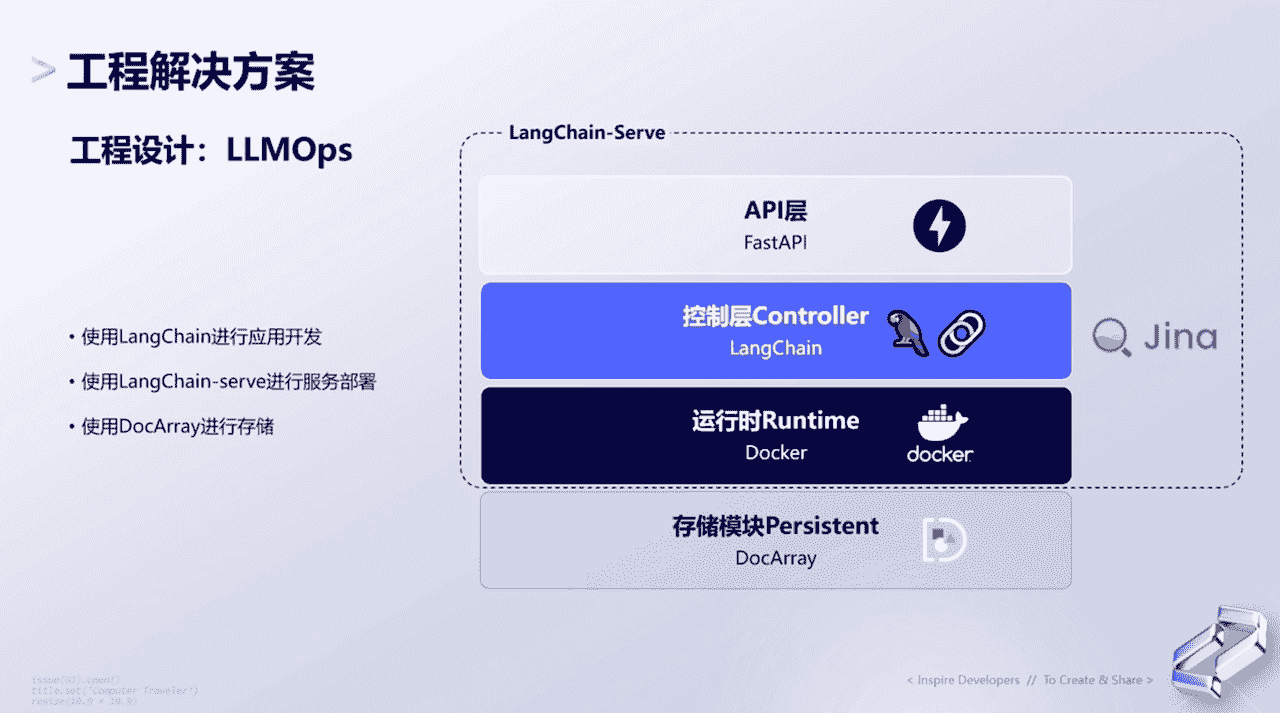 > 工程解决方案
工程设计：LLMOps
LangChain-Serve
API层
FastAPI
控制层Controller
LangChain
Jina
• 使用LangChain进行应用开发
• 使用LangChain-serve进行服务部署
• 使用DocArray进行存储
运行时Runtime
Docker
docker
存储模块Persistent
DocArray
title.set('Computer Traveler')
< Inspire Developers // To Create & Share >